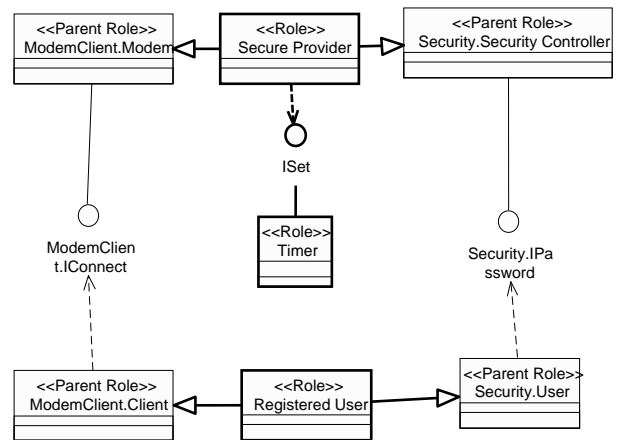 <<Parent Role>>
ModemClient.Modem
<<Role>>
Secure Provider
<<Parent Role>>
Security.Security Controller
ISet
<<Role>>
Timer
ModemClien
t.IConnect
Security.IPa
ssword
<<Parent Role>>
ModemClient.Client
<<Role>>
Registered User
<<Parent Role>>
Security.User